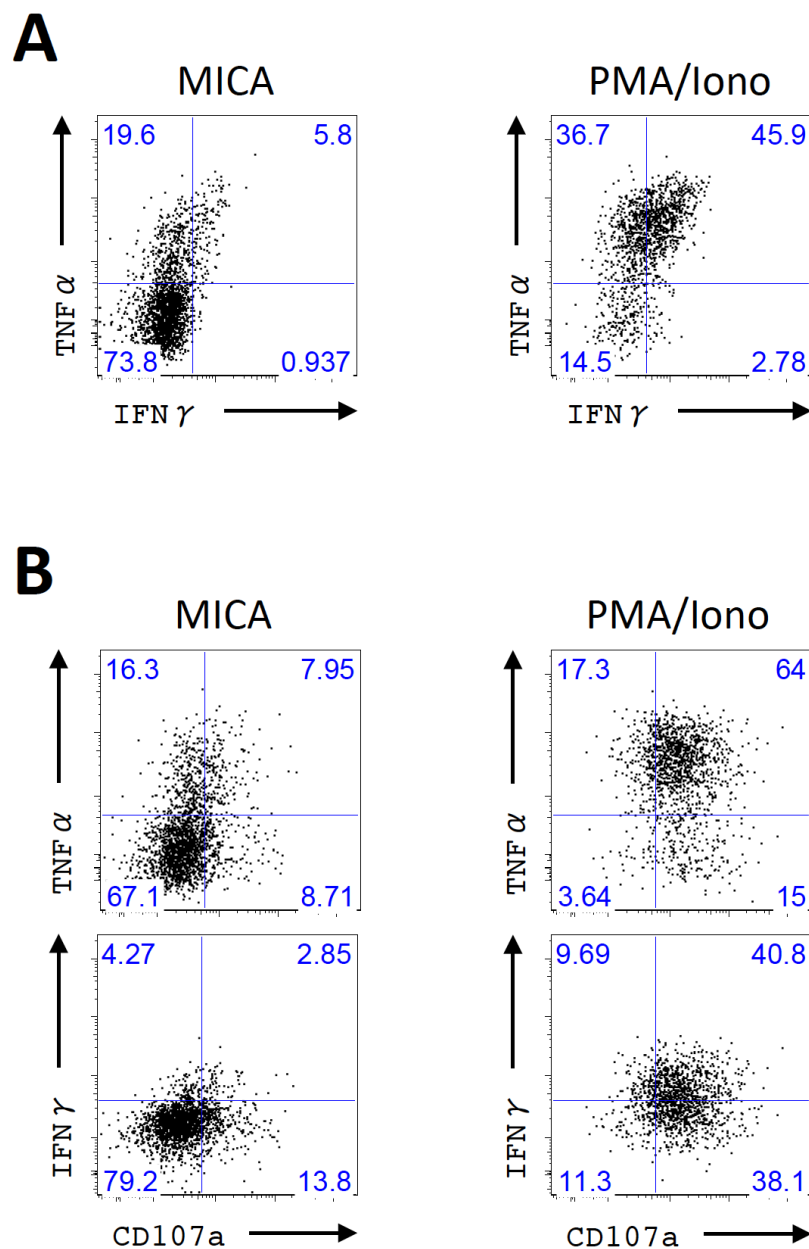 A
MICA PMA/Iono
19.6 5.8 36.7 45.9
TNFα TNFα
73.8 0.937 14.5 2.78
IFNγ IFNγ
B
MICA PMA/Iono
16.3 7.95 17.3 64
TNFα TNFα
67.1 8.71 3.64 15
4.27 2.85 9.69 40.8
IFNγ IFNγ
79.2 13.8 11.3 38.1
CD107a CD107a